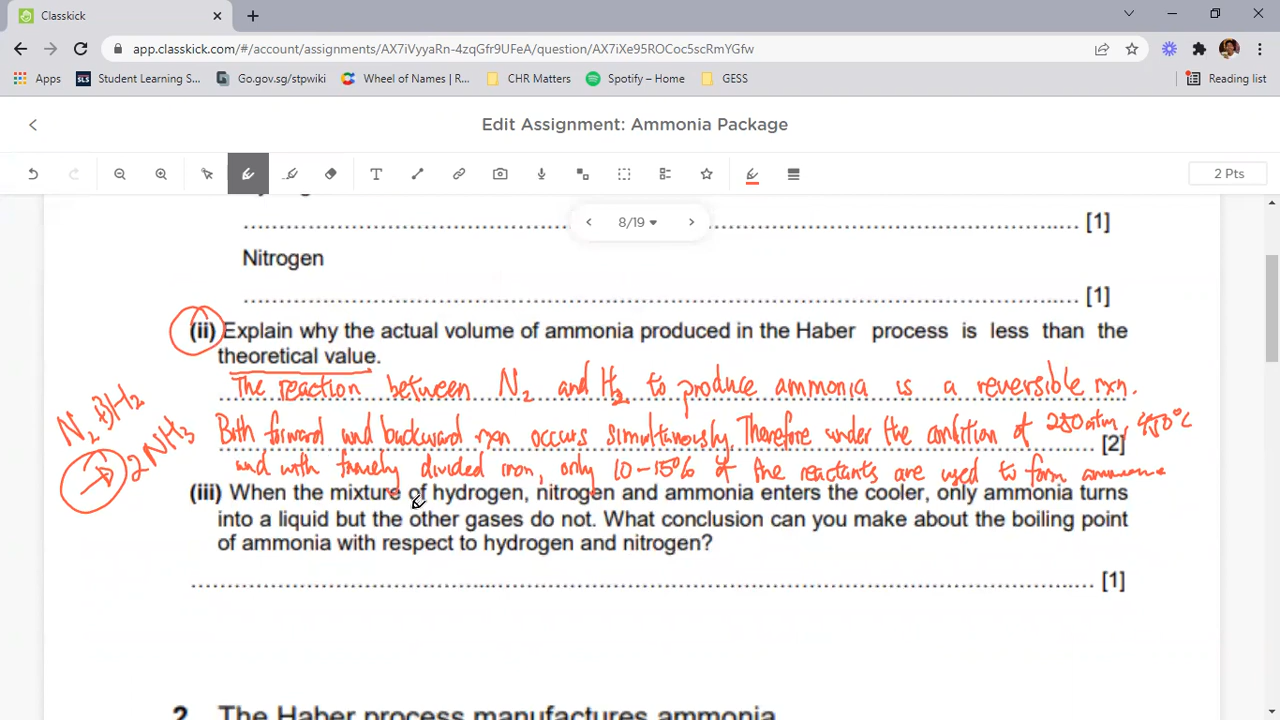 Classkick
app.classkick.com/#/account/assignments/AX7iVyyaRn-4zqGfr9UFeA/question/AX7iXe95ROCoc5scRmYGfw
Apps
SLS Student Learning S...
Go.gov.sg/stpwiki
Wheel of Names | R...
CHR Matters
Spotify – Home
GESS
Reading list
Edit Assignment: Ammonia Package
T
2 Pts
8/19
[1]
Nitrogen
[1]
(ii) Explain why the actual volume of ammonia produced in the Haber process is less than the
theoretical value.
The reaction between N2 and H2 to produce ammonia is a reversible rxn.
Both forward and backward rxn occurs simultaneously. Therefore under the condition of 250 atm, 450°C
[2]
and with finely divided iron, only 10-15% of the reactants are used to form
N2 + 3H2
→ 2NH3
(iii) When the mixture of hydrogen, nitrogen and ammonia enters the cooler, only ammonia turns
into a liquid but the other gases do not. What conclusion can you make about the boiling point
of ammonia with respect to hydrogen and nitrogen?
[1]
2 The Haber process manufactures ammonia